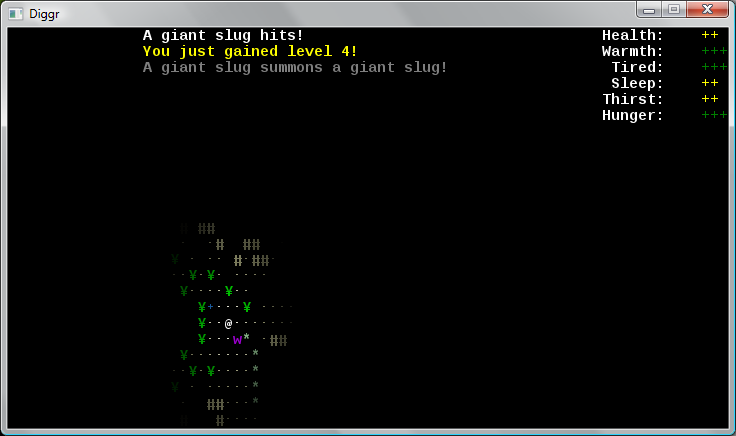 Diggr
A giant slug hits! Health: ++
You just gained level 4! Warmth: +++
A giant slug summons a giant slug! Tired: +++
Sleep: ++
Thirst: ++
Hunger: +++